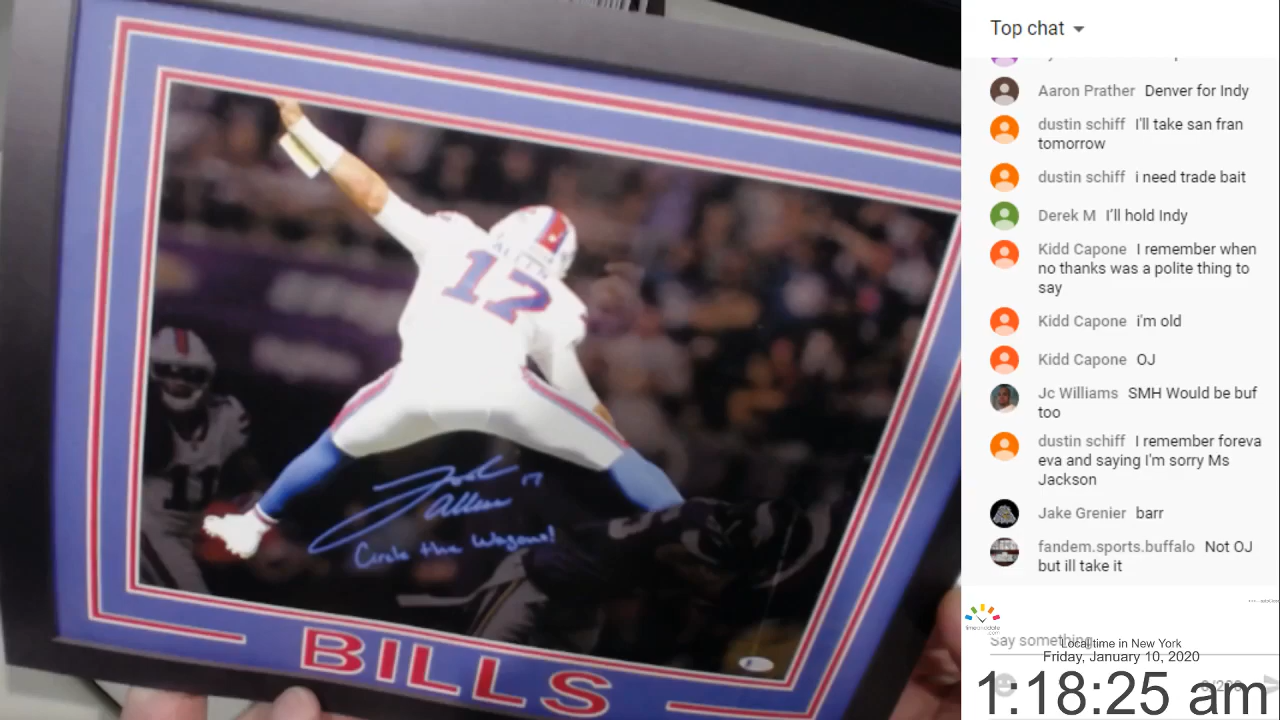 17
Josh
Allen 17
Circle the Wagons!
BILLS
Top chat
Aaron Prather Denver for Indy
dustin schiff I'll take san fran
tomorrow
dustin schiff i need trade bait
Derek M I'll hold Indy
Kidd Capone I remember when
no thanks was a polite thing to
say
Kidd Capone i'm old
Kidd Capone OJ
Jc Williams SMH Would be buf
too
dustin schiff I remember foreva
eva and saying I'm sorry Ms
Jackson
Jake Grenier barr
fandem.sports.buffalo Not OJ
but ill take it
Say something...
Local time in New York
Friday, January 10, 2020
1:18:25 am